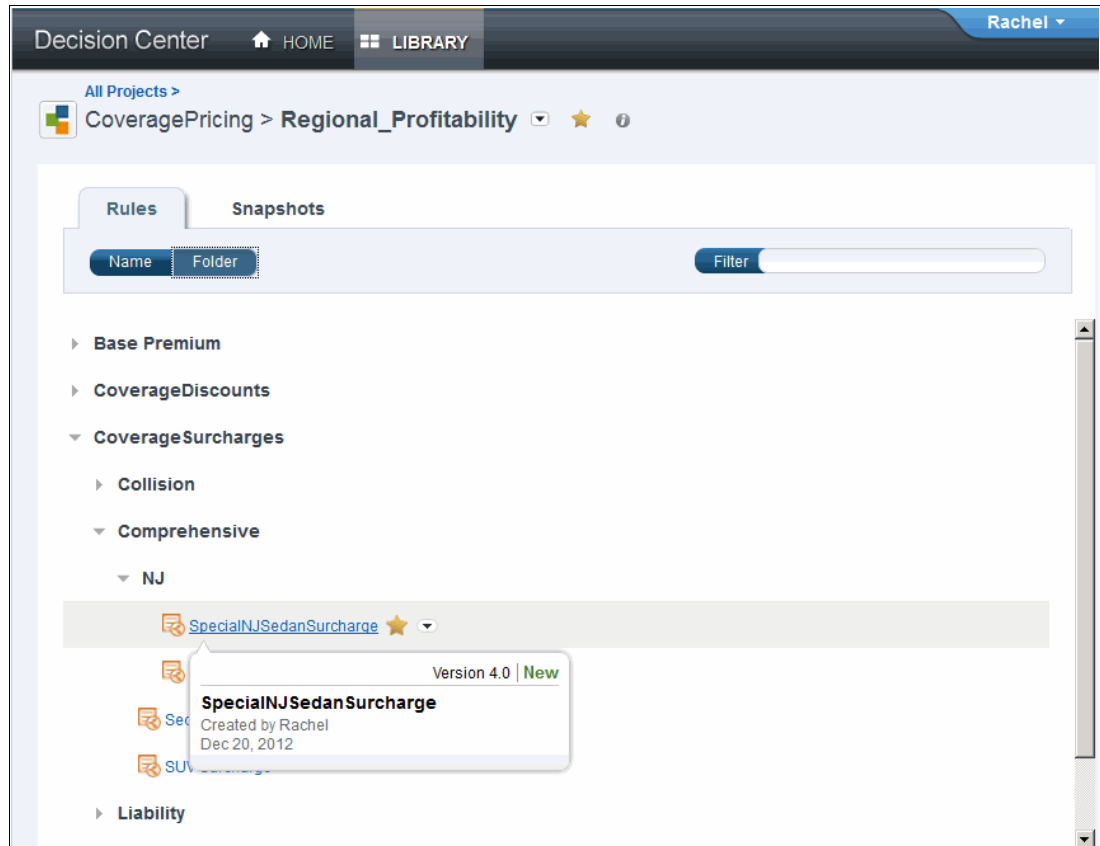 Decision Center HOME LIBRARY Rachel
All Projects >
CoveragePricing > Regional_Profitability
Rules Snapshots
Name Folder Filter
Base Premium
CoverageDiscounts
CoverageSurcharges
Collision
Comprehensive
NJ
SpecialNJSedanSurcharge
Version 4.0 | New
SpecialNJSedanSurcharge
Created by Rachel
Dec 20, 2012
Liability